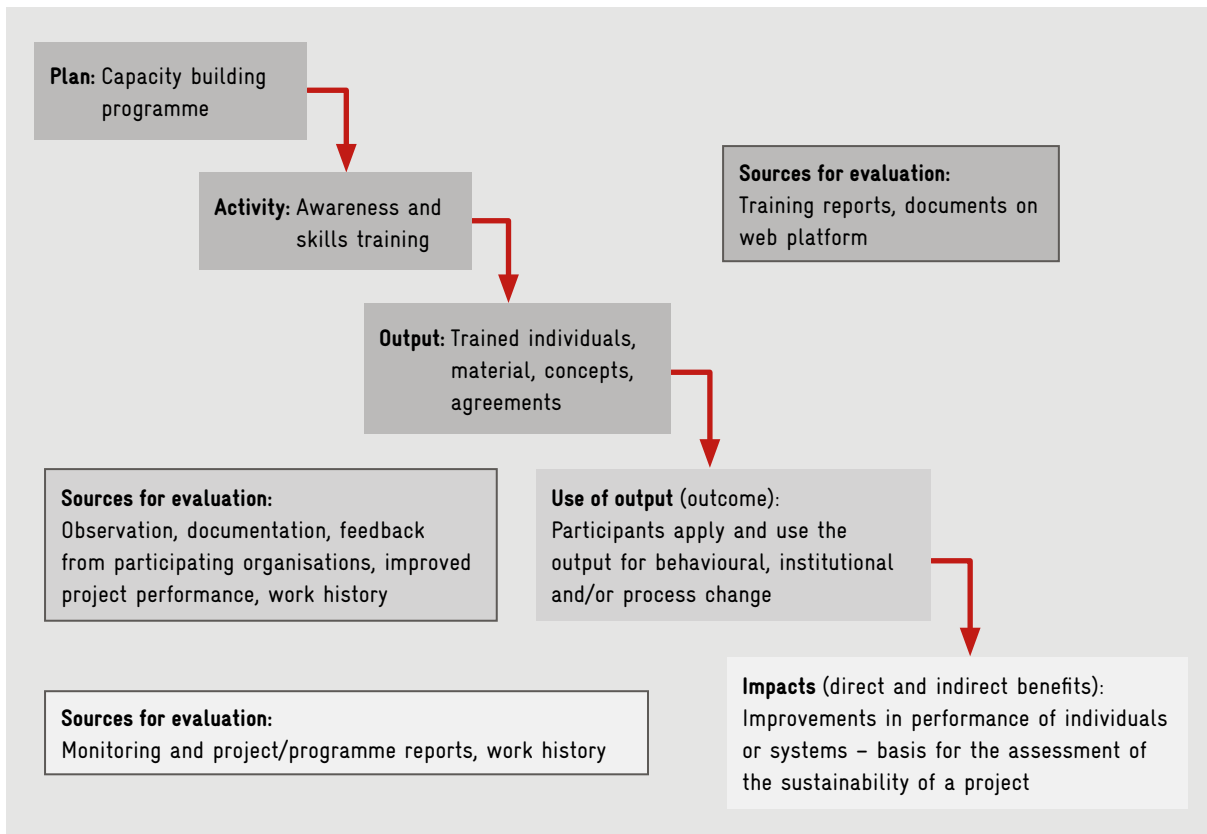 Plan: Capacity building
programme
Activity: Awareness and
skills training
Sources for evaluation:
Training reports, documents on
web platform
Output: Trained individuals,
material, concepts,
agreements
Sources for evaluation:
Observation, documentation, feedback
from participating organisations, improved
project performance, work history
Use of output (outcome):
Participants apply and use the
output for behavioural, institutional
and/or process change
Sources for evaluation:
Monitoring and project/programme reports, work history
Impacts (direct and indirect benefits):
Improvements in performance of individuals
or systems – basis for the assessment of
the sustainability of a project